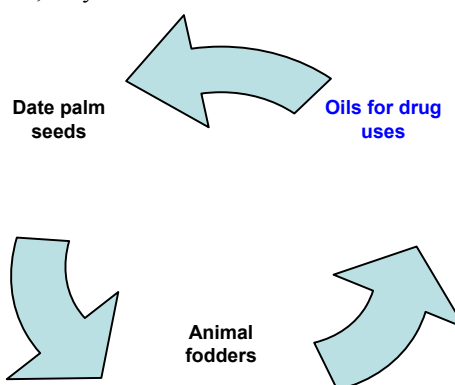 Date palm
seeds
Oils for drug
uses
Animal
fodders